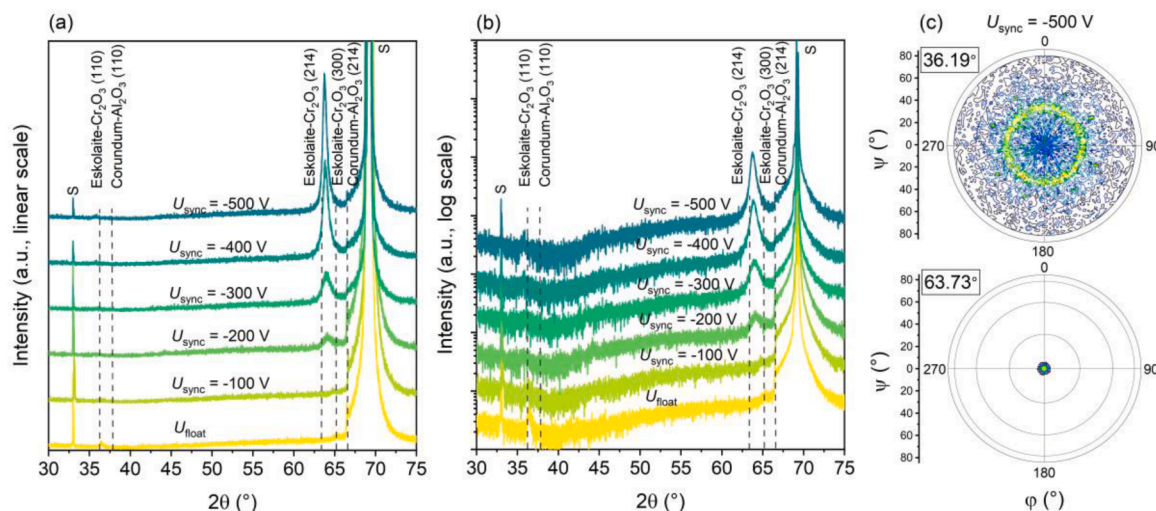 (a)
Intensity (a.u., linear scale)
S
Eskolaite-Cr₂O₃ (110)
Corundum-Al₂O₃ (110)
Eskolaite-Cr₂O₃ (214)
Eskolaite-Cr₂O₃ (300)
Corundum-Al₂O₃ (214)
S
Usync = -500 V
Usync = -400 V
Usync = -300 V
Usync = -200 V
Usync = -100 V
Ufloat
30 35 40 45 50 55 60 65 70 75
2θ (°)
(b)
Intensity (a.u., log scale)
S
Eskolaite-Cr₂O₃ (110)
Corundum-Al₂O₃ (110)
Eskolaite-Cr₂O₃ (214)
Eskolaite-Cr₂O₃ (300)
Corundum-Al₂O₃ (214)
S
Usync = -500 V
Usync = -400 V
Usync = -300 V
Usync = -200 V
Usync = -100 V
Ufloat
30 35 40 45 50 55 60 65 70 75
2θ (°)
(c)
Usync = -500 V
36.19°
0
80
60
40
20
0
20
40
60
80
ψ (°)
270
90
180
63.73°
0
80
60
40
20
0
20
40
60
80
ψ (°)
270
90
180
φ (°)